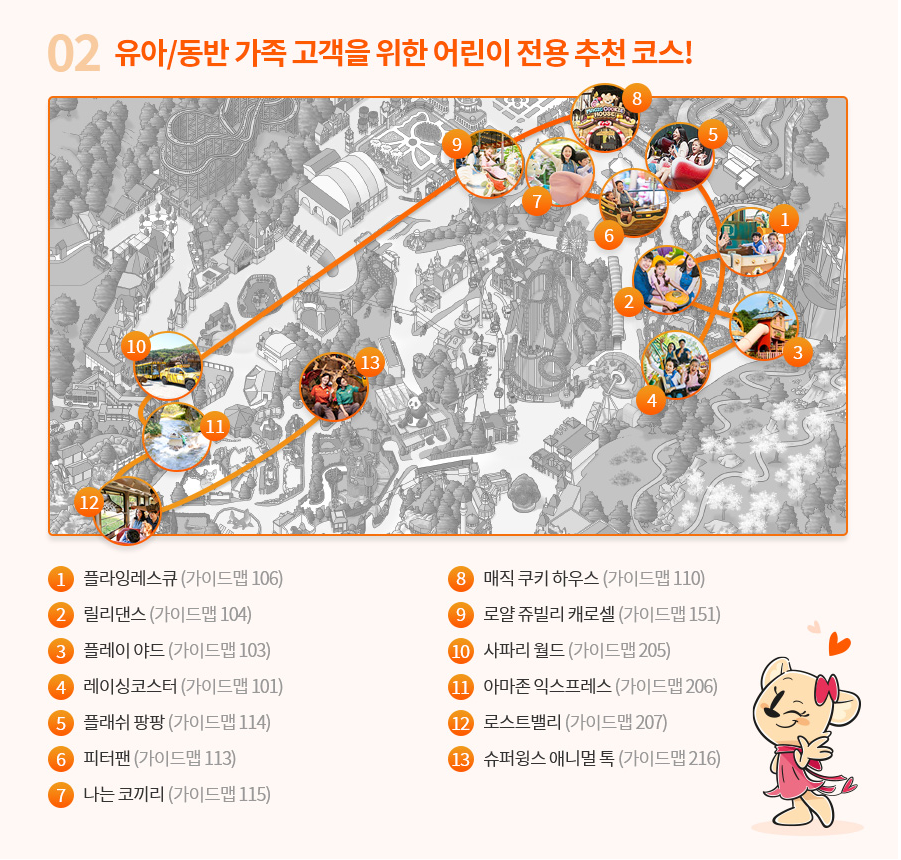 02 유아/동반 가족 고객을 위한 어린이 전용 추천 코스!
8
9
5
7
1
6
2
10
13
3
4
11
12
1 플라잉레스큐 (가이드맵 106)
2 릴리댄스 (가이드맵 104)
3 플레이 야드 (가이드맵 103)
4 레이싱코스터 (가이드맵 101)
5 플래쉬 팡팡 (가이드맵 114)
6 피터팬 (가이드맵 113)
7 나는 코끼리 (가이드맵 115)
8 매직 쿠키 하우스 (가이드맵 110)
9 로얄 쥬빌리 캐로셀 (가이드맵 151)
10 사파리 월드 (가이드맵 205)
11 아마존 익스프레스 (가이드맵 206)
12 로스트밸리 (가이드맵 207)
13 슈퍼윙스 애니멀 톡 (가이드맵 216)